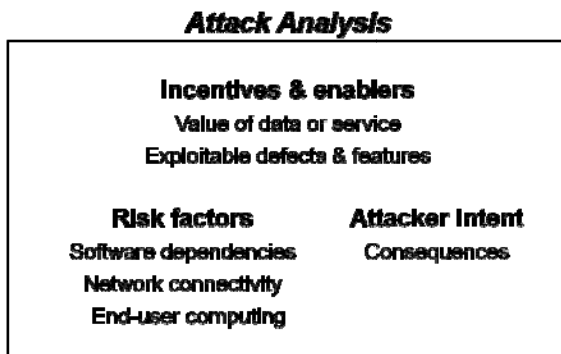 Attack Analysis
Incentives & enablers
Value of data or service
Exploitable defects & features
Risk factors
Software dependencies
Network connectivity
End-user computing
Attacker Intent
Consequences